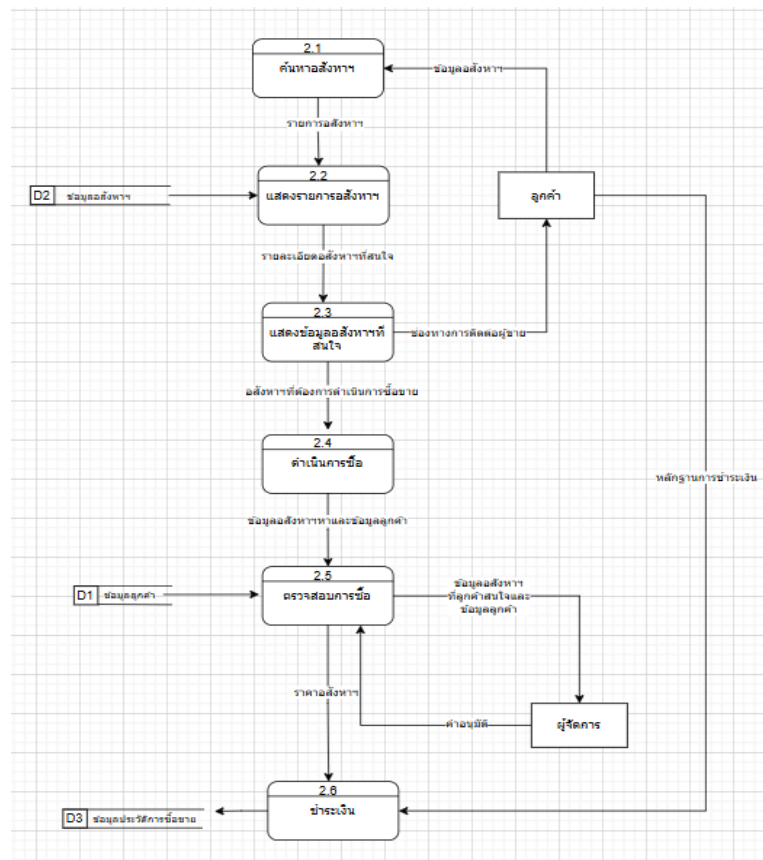 2.1
ค้นหาอสังหาฯ
ข้อมูลอสังหาฯ
รายการอสังหาฯ
2.2
แสดงรายการอสังหาฯ
D2
ข้อมูลอสังหาฯ
ลูกค้า
รายละเอียดอสังหาฯที่สนใจ
2.3
แสดงข้อมูลอสังหาฯที่
สนใจ
ช่องทางการติดต่อผู้ขาย
อสังหาฯที่ต้องการดำเนินการซื้อขาย
2.4
ดำเนินการซื้อ
หลักฐานการชำระเงิน
ข้อมูลอสังหาฯหาและข้อมูลลูกค้า
2.5
ตรวจสอบการซื้อ
D1
ข้อมูลลูกค้า
ข้อมูลอสังหาฯ
ที่ลูกค้าสนใจและ
ข้อมูลลูกค้า
ราคาอสังหาฯ
คำอนุมัติ
ผู้จัดการ
2.6
ชำระเงิน
D3
ข้อมูลประวัติการซื้อขาย